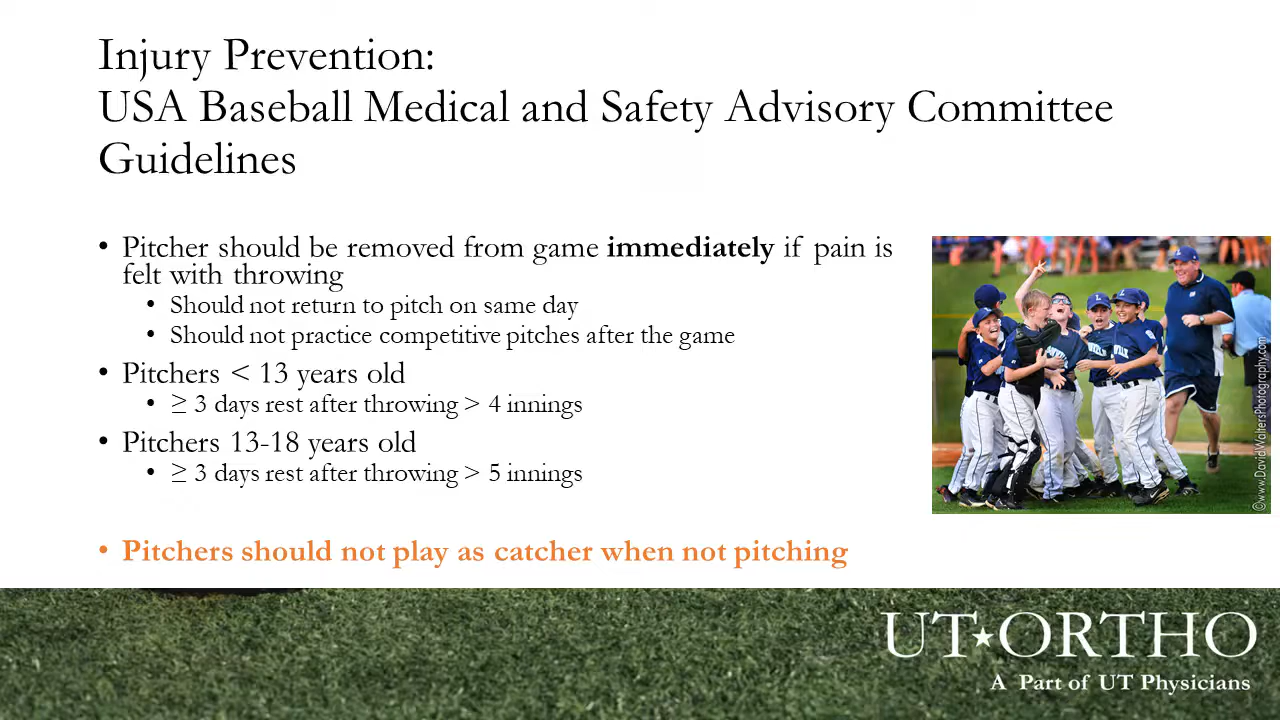 Injury Prevention:
USA Baseball Medical and Safety Advisory Committee
Guidelines
• Pitcher should be removed from game immediately if pain is
felt with throwing
• Should not return to pitch on same day
• Should not practice competitive pitches after the game
• Pitchers < 13 years old
• ≥ 3 days rest after throwing > 4 innings
• Pitchers 13-18 years old
• ≥ 3 days rest after throwing > 5 innings
• Pitchers should not play as catcher when not pitching
©www.DavidWaltersPhotography.com
UT★ORTHO
A Part of UT Physicians